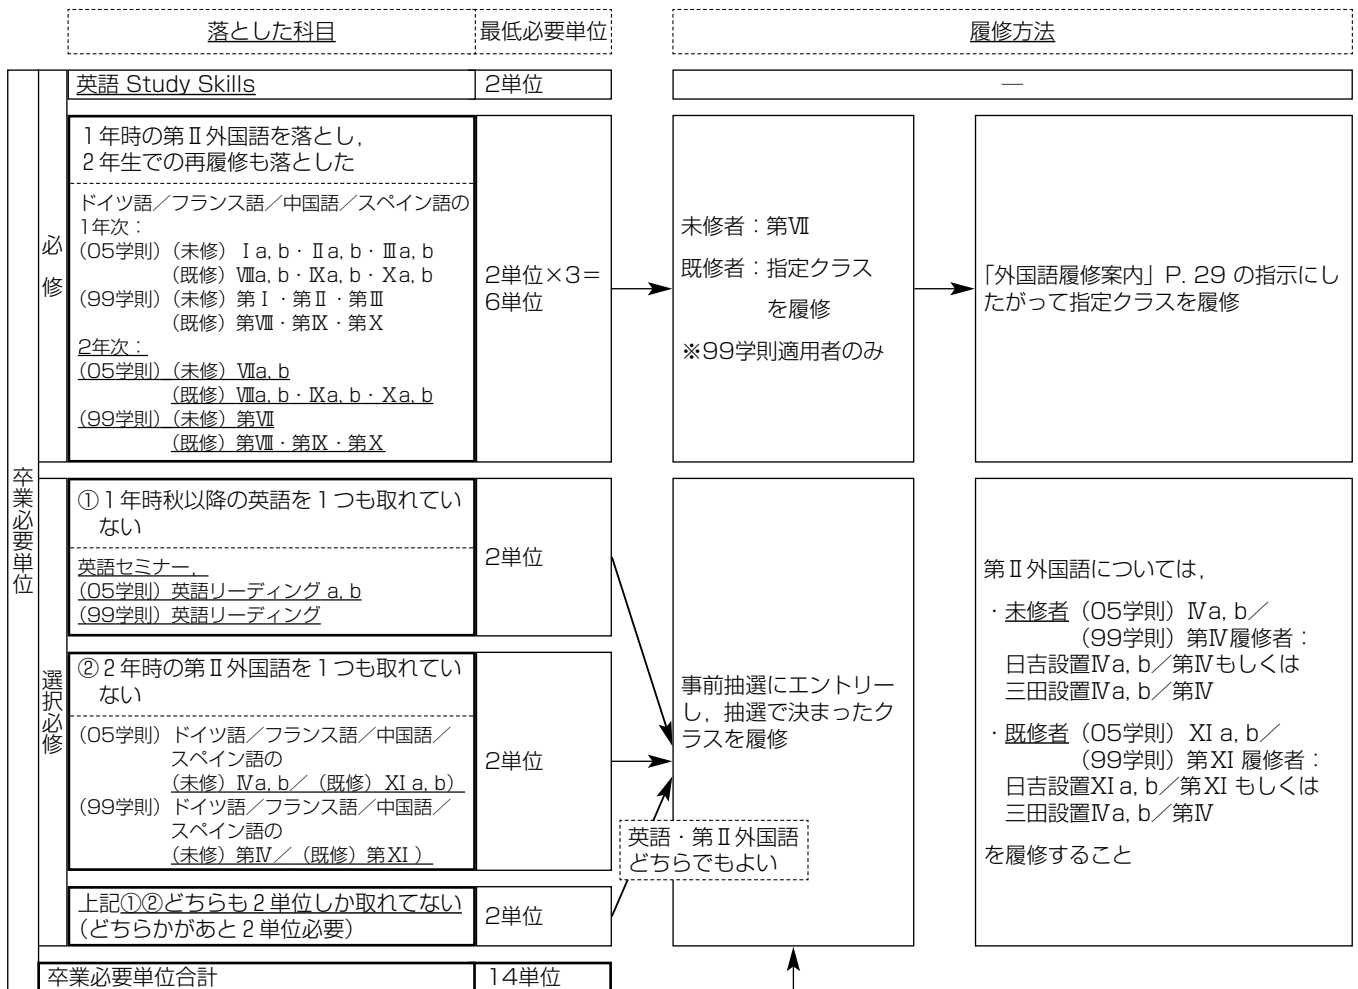 落とした科目
最低必要単位
履修方法
卒業必要単位
必修
英語 Study Skills
2単位
—
1年時の第Ⅱ外国語を落とし,
2年生での再履修も落とした
ドイツ語／フランス語／中国語／スペイン語の
1年次：
(05学則)（未修）Ⅰa, b・Ⅱa, b・Ⅲa, b
（既修）Ⅷa, b・Ⅸa, b・Ⅹa, b
(99学則)（未修）第Ⅰ・第Ⅱ・第Ⅲ
（既修）第Ⅷ・第Ⅸ・第Ⅹ
2年次：
(05学則)（未修）Ⅶa, b
（既修）Ⅷa, b・Ⅸa, b・Ⅹa, b
(99学則)（未修）第Ⅶ
（既修）第Ⅷ・第Ⅸ・第Ⅹ
2単位×3＝
6単位
未修者：第Ⅶ
既修者：指定クラス
を履修
※99学則適用者のみ
「外国語履修案内」P. 29 の指示にし
たがって指定クラスを履修
選択必修
①1年時秋以降の英語を1つも取れてい
ない
英語セミナー,
(05学則) 英語リーディング a, b
(99学則) 英語リーディング
2単位
②2年時の第Ⅱ外国語を1つも取れてい
ない
(05学則) ドイツ語／フランス語／中国語／
スペイン語の
（未修）Ⅳa, b／（既修）Ⅺ a, b）
(99学則) ドイツ語／フランス語／中国語／
スペイン語の
（未修）第Ⅳ／（既修）第Ⅺ ）
2単位
上記①②どちらも2単位しか取れてない
（どちらかがあと2単位必要）
2単位
英語・第Ⅱ外国語
どちらでもよい
事前抽選にエントリー
し，抽選で決まったク
ラスを履修
第Ⅱ外国語については,
・未修者（05学則）Ⅳa, b／
（99学則）第Ⅳ履修者：
日吉設置Ⅳa, b／第Ⅳもしくは
三田設置Ⅳa, b／第Ⅳ
・既修者（05学則）Ⅺ a, b／
（99学則）第Ⅺ 履修者：
日吉設置Ⅺ a, b／第Ⅺ もしくは
三田設置Ⅳa, b／第Ⅳ
を履修すること
卒業必要単位合計
14単位